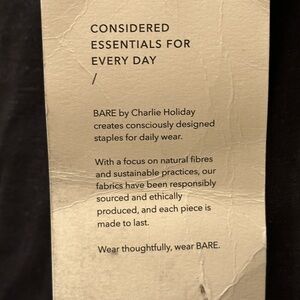 CONSIDERED
ESSENTIALS FOR
EVERY DAY
/
BARE by Charlie Holiday
creates consciously designed
staples for daily wear.
With a focus on natural fibres
and sustainable practices, our
fabrics have been responsibly
sourced and ethically
produced, and each piece is
made to last.
Wear thoughtfully, wear BARE.